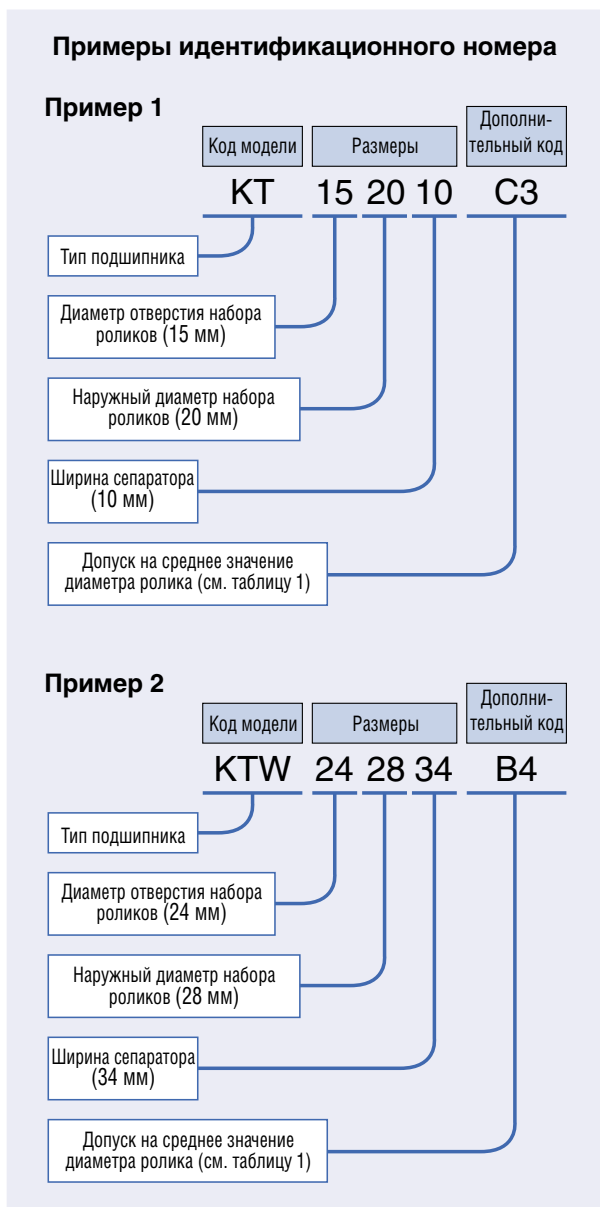 Примеры идентификационного номера
Пример 1
Код модели
Размеры
Дополни-
тельный код
KT 15 20 10 C3
Тип подшипника
Диаметр отверстия набора
роликов (15 мм)
Наружный диаметр набора
роликов (20 мм)
Ширина сепаратора
(10 мм)
Допуск на среднее значение
диаметра ролика (см. таблицу 1)
Пример 2
Код модели
Размеры
Дополни-
тельный код
KTW 24 28 34 B4
Тип подшипника
Диаметр отверстия набора
роликов (24 мм)
Наружный диаметр набора
роликов (28 мм)
Ширина сепаратора
(34 мм)
Допуск на среднее значение
диаметра ролика (см. таблицу 1)